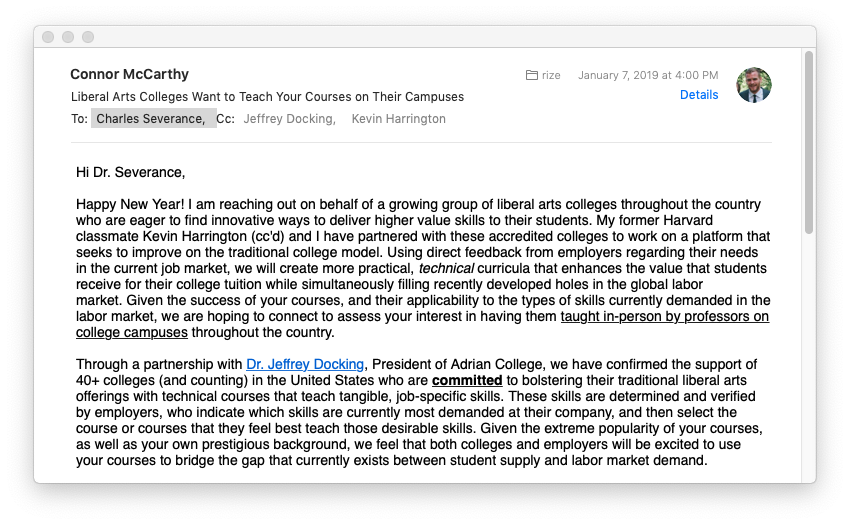 Connor McCarthy
rize January 7, 2019 at 4:00 PM
Liberal Arts Colleges Want to Teach Your Courses on Their Campuses
Details
To: Charles Severance, Cc: Jeffrey Docking, Kevin Harrington
Hi Dr. Severance,
Happy New Year! I am reaching out on behalf of a growing group of liberal arts colleges throughout the country
who are eager to find innovative ways to deliver higher value skills to their students. My former Harvard
classmate Kevin Harrington (cc'd) and I have partnered with these accredited colleges to work on a platform that
seeks to improve on the traditional college model. Using direct feedback from employers regarding their needs
in the current job market, we will create more practical, technical curricula that enhances the value that students
receive for their college tuition while simultaneously filling recently developed holes in the global labor
market. Given the success of your courses, and their applicability to the types of skills currently demanded in the
labor market, we are hoping to connect to assess your interest in having them taught in-person by professors on
college campuses throughout the country.
Through a partnership with Dr. Jeffrey Docking, President of Adrian College, we have confirmed the support of
40+ colleges (and counting) in the United States who are committed to bolstering their traditional liberal arts
offerings with technical courses that teach tangible, job-specific skills. These skills are determined and verified
by employers, who indicate which skills are currently most demanded at their company, and then select the
course or courses that they feel best teach those desirable skills. Given the extreme popularity of your courses,
as well as your own prestigious background, we feel that both colleges and employers will be excited to use
your courses to bridge the gap that currently exists between student supply and labor market demand.